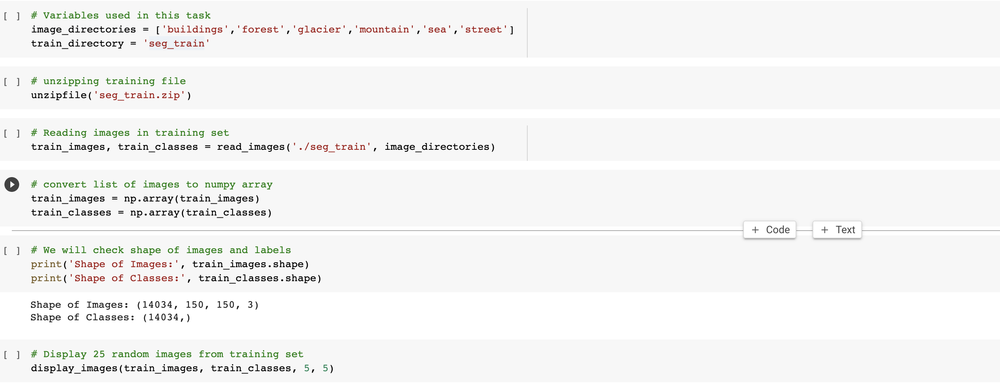 [ ] # Variables used in this task
image_directories = ['buildings','forest','glacier','mountain','sea','street']
train_directory = 'seg_train'
[ ] # unzipping training file
unzipfile('seg_train.zip')
[ ] # Reading images in training set
train_images, train_classes = read_images('./seg_train', image_directories)
# convert list of images to numpy array
train_images = np.array(train_images)
train_classes = np.array(train_classes)
+ Code + Text
[ ] # We will check shape of images and labels
print('Shape of Images:', train_images.shape)
print('Shape of Classes:', train_classes.shape)
Shape of Images: (14034, 150, 150, 3)
Shape of Classes: (14034,)
[ ] # Display 25 random images from training set
display_images(train_images, train_classes, 5, 5)